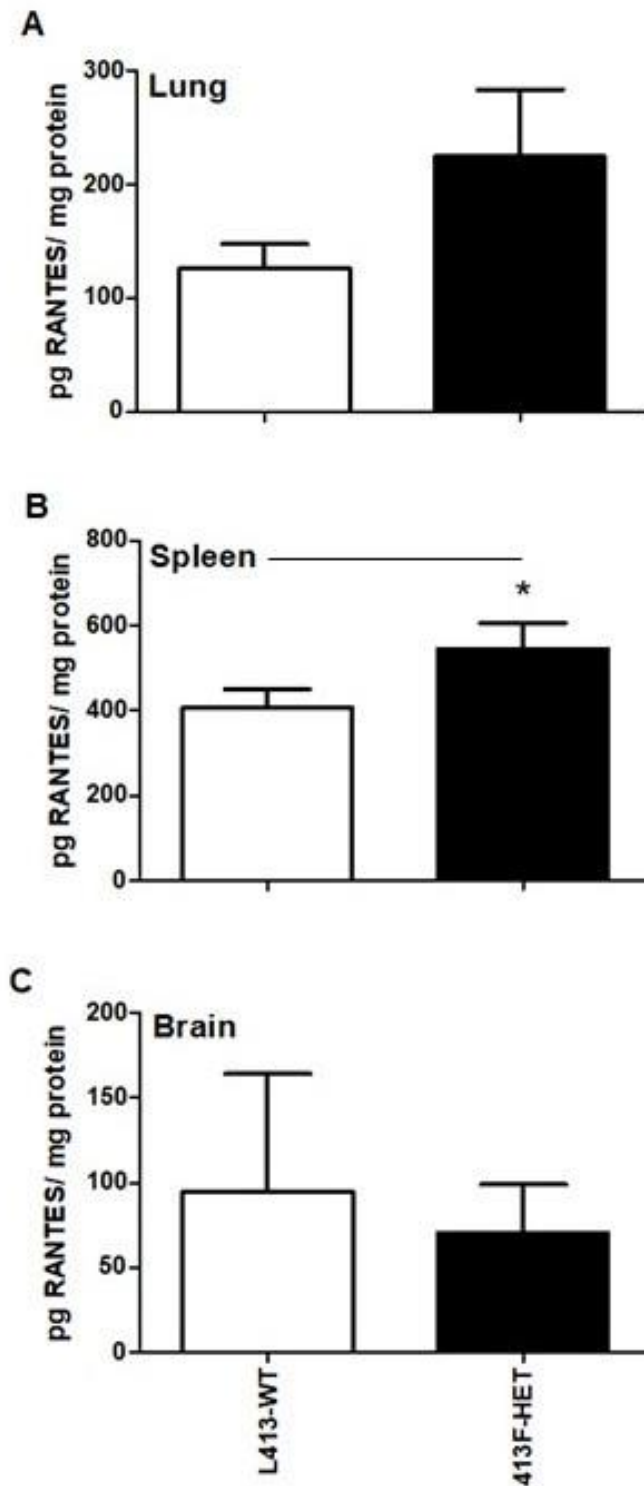 A
Lung
pg RANTES/ mg protein
300
200
100
0
B
Spleen
*
pg RANTES/ mg protein
800
600
400
200
0
C
Brain
pg RANTES/ mg protein
200
150
100
50
0
L413-WT
413F-HET